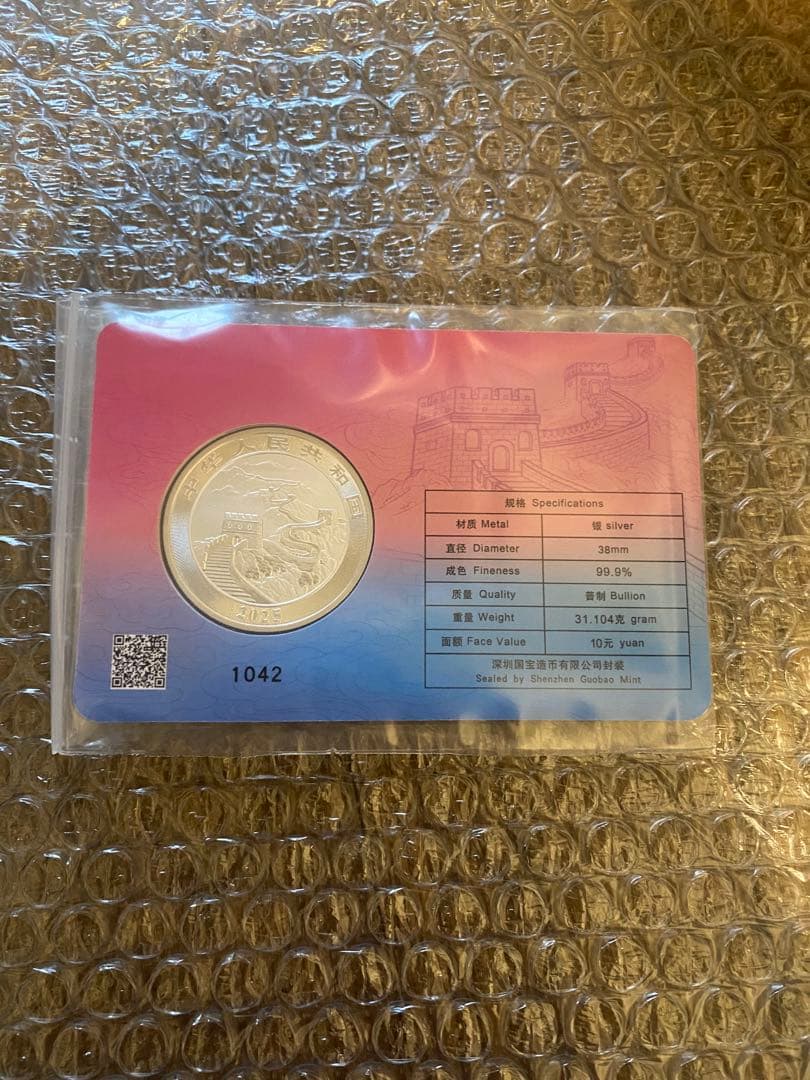 中华人民共和国
2025
1042
规格 Specifications
材质 Metal 银 silver
直径 Diameter 38mm
成色 Fineness 99.9%
质量 Quality 普制 Bullion
重量 Weight 31.104克 gram
面额 Face Value 10元 yuan
深圳国宝造币有限公司封装
Sealed by Shenzhen Guobao Mint